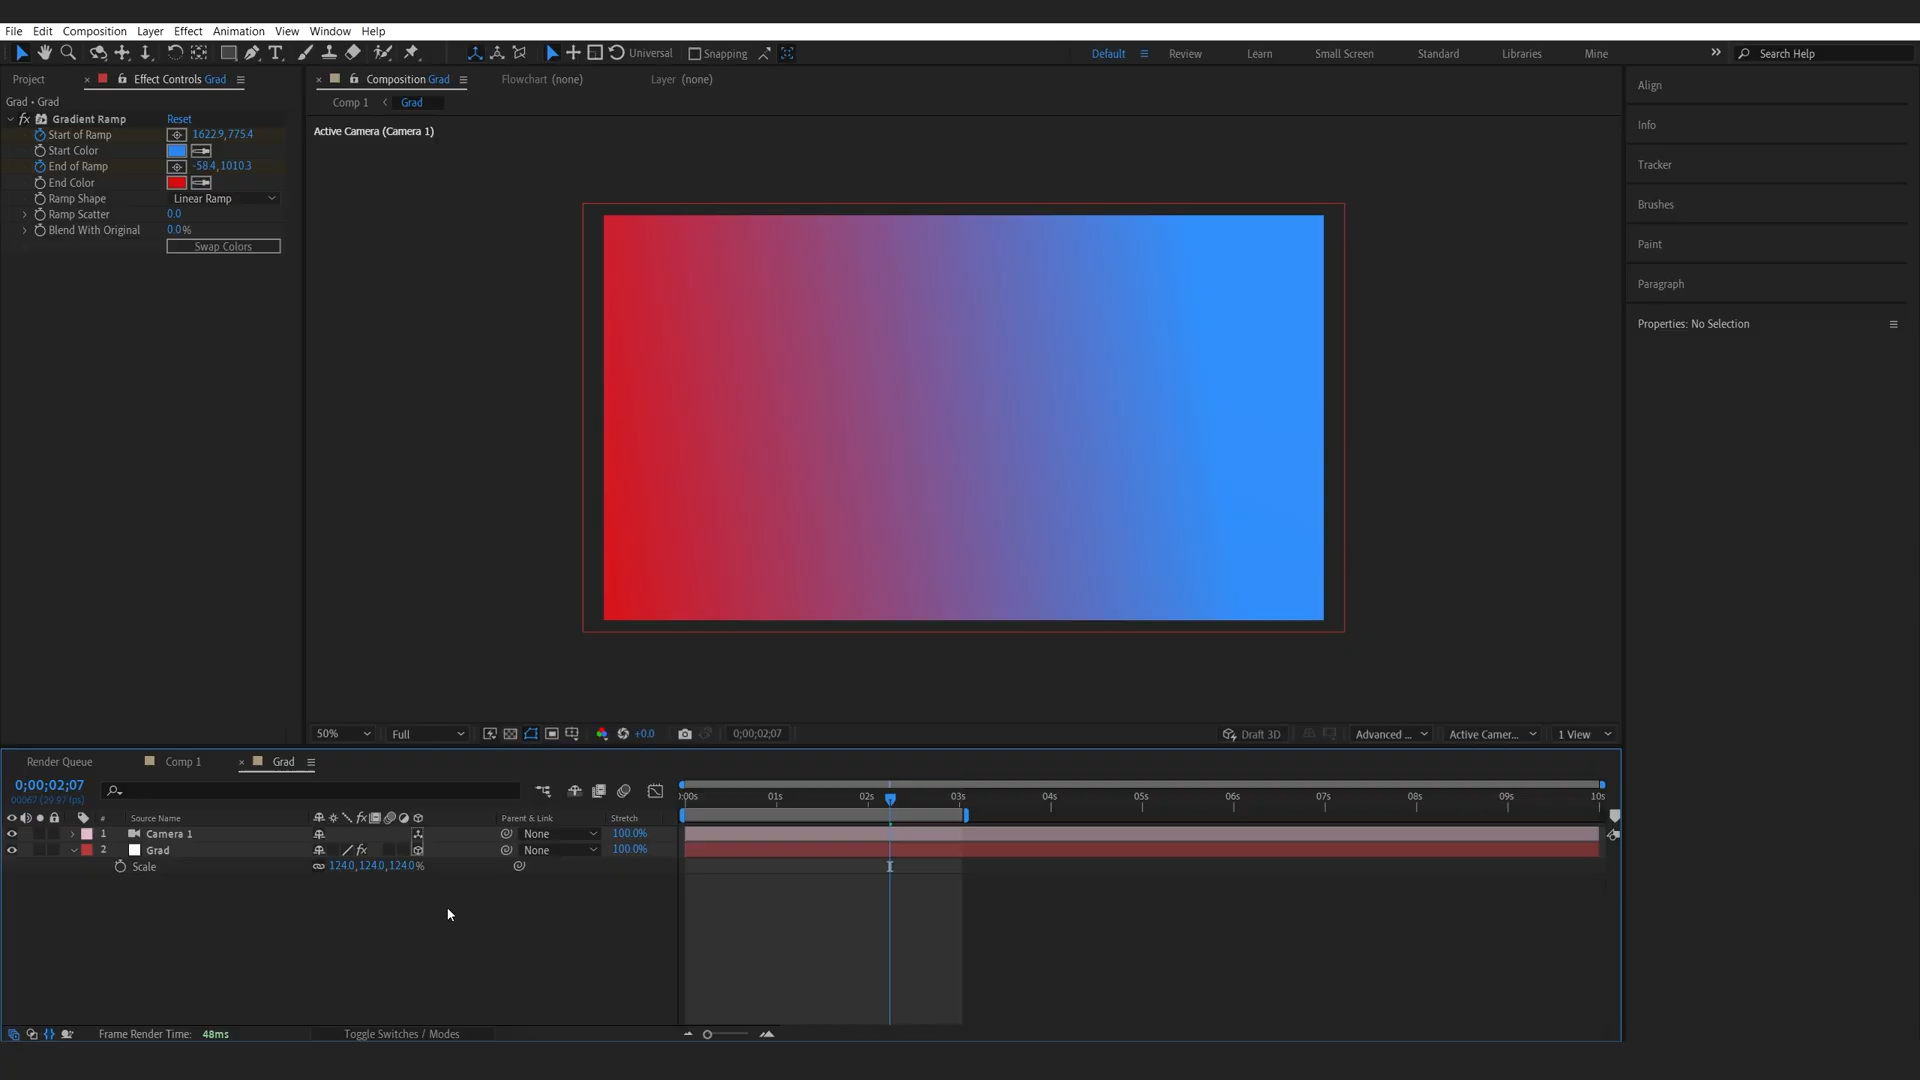 File Edit Composition Layer Effect Animation View Window Help
Universal Snapping Default Review Learn Small Screen Standard Libraries Mine Search Help
Project Effect Controls Grad Composition Grad Flowchart (none) Layer (none)
Grad • Grad
Comp 1 Grad
fx Gradient Ramp Reset
Start of Ramp 1622.9,775.4
Start Color
End of Ramp -58.4,1010.3
End Color
Ramp Shape Linear Ramp
Ramp Scatter 0.0
Blend With Original 0.0%
Swap Colors
Active Camera (Camera 1)
Align
Info
Tracker
Brushes
Paint
Paragraph
Properties: No Selection
50% Full +0.0 0;00;02;07 Draft 3D Advanced ... Active Camer... 1 View
Render Queue Comp 1 Grad
0;00;02;07
00067 (29.97 fps)
:00s 01s 02s 03s 04s 05s 06s 07s 08s 09s 10s
# Source Name fx Parent & Link Stretch
1 Camera 1 None 100.0%
2 Grad fx None 100.0%
Scale 124.0,124.0,124.0%
Frame Render Time: 48ms Toggle Switches / Modes